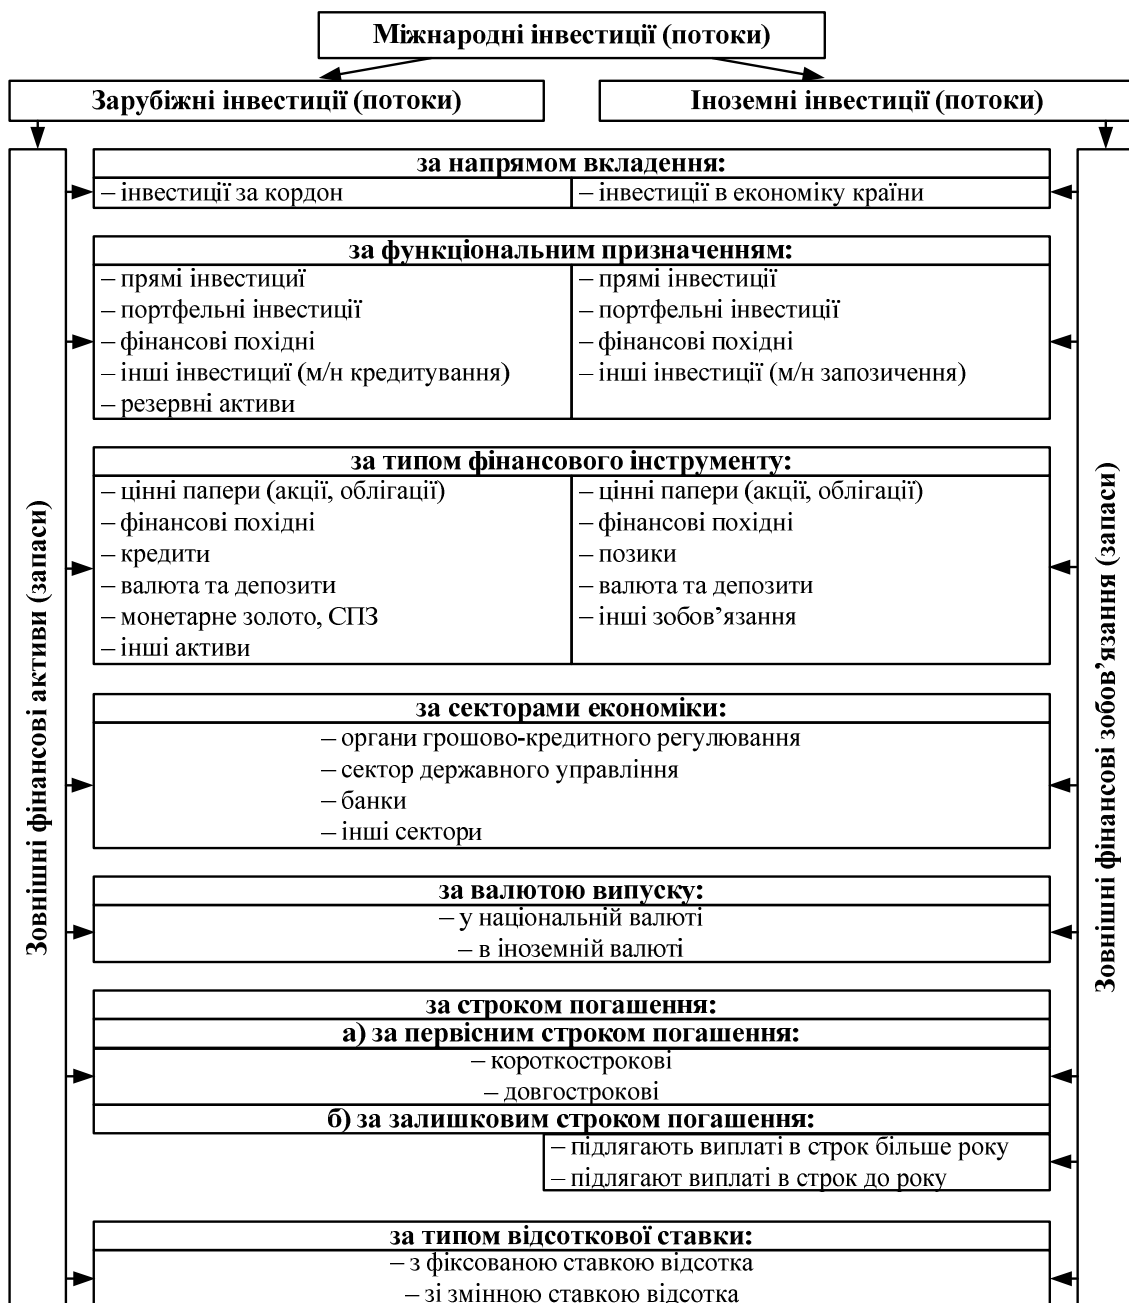 Міжнародні інвестиції (потоки)
Зарубіжні інвестиції (потоки)
Іноземні інвестиції (потоки)
Зовнішні фінансові активи (запаси)
за напрямом вкладення:
– інвестиції за кордон
– інвестиції в економіку країни
за функціональним призначенням:
– прямі інвестициї
– портфельні інвестиції
– фінансові похідні
– інші інвестициї (м/н кредитування)
– резервні активи
– прямі інвестиції
– портфельні інвестиції
– фінансові похідні
– інші інвестиції (м/н запозичення)
за типом фінансового інструменту:
– цінні папери (акції, облігації)
– фінансові похідні
– кредити
– валюта та депозити
– монетарне золото, СПЗ
– інші активи
– цінні папери (акції, облігації)
– фінансові похідні
– позики
– валюта та депозити
– інші зобов’язання
за секторами економіки:
– органи грошово-кредитного регулювання
– сектор державного управління
– банки
– інші сектори
за валютою випуску:
– у національній валюті
– в іноземній валюті
за строком погашення:
а) за первісним строком погашення:
– короткострокові
– довгострокові
б) за залишковим строком погашення:
– підлягають виплаті в строк більше року
– підлягают виплаті в строк до року
за типом відсоткової ставки:
– з фіксованою ставкою відсотка
– зі змінною ставкою відсотка
Зовнішні фінансові зобов’язання (запаси)